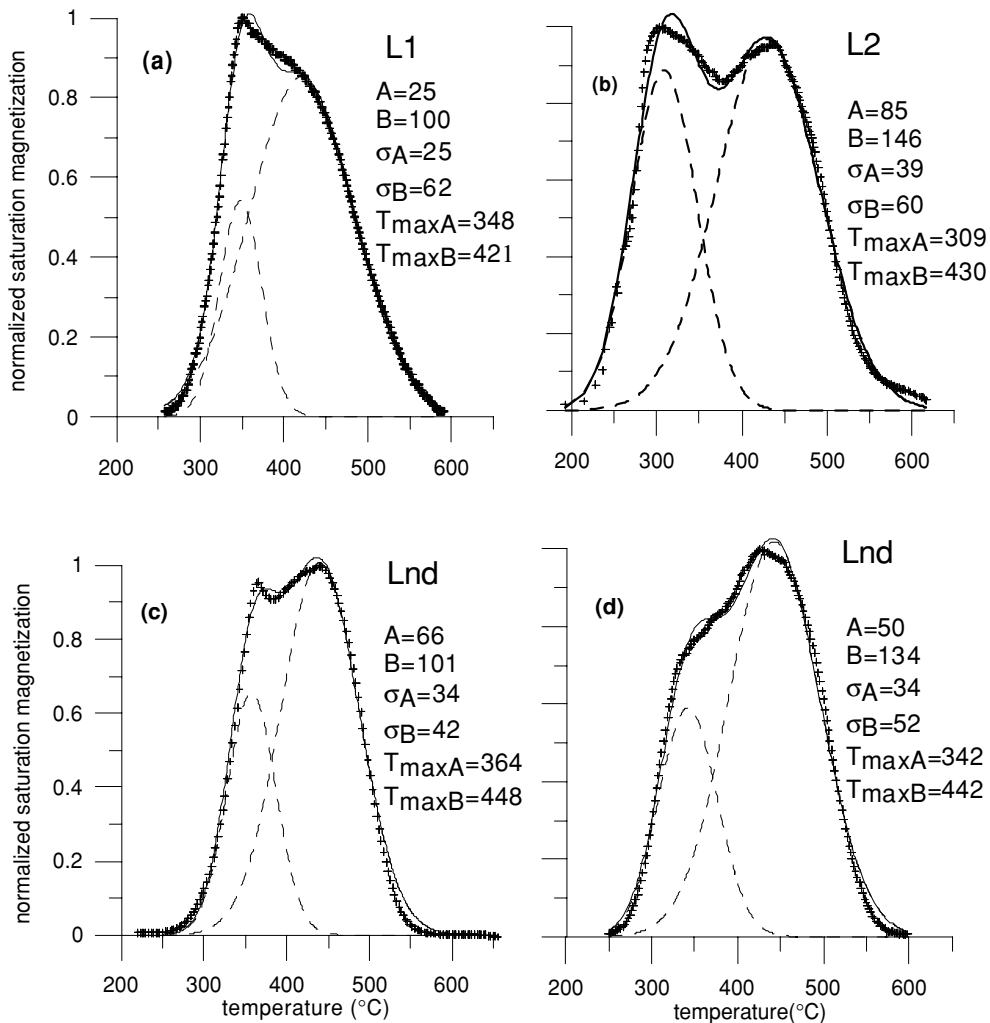 (a)
L1
A=25
B=100
σA=25
σB=62
TmaxA=348
TmaxB=421
normalized saturation magnetization
1
0.8
0.6
0.4
0.2
0
200 300 400 500 600
(b)
L2
A=85
B=146
σA=39
σB=60
TmaxA=309
TmaxB=430
200 300 400 500 600
(c)
Lnd
A=66
B=101
σA=34
σB=42
TmaxA=364
TmaxB=448
normalized saturation magnetization
1
0.8
0.6
0.4
0.2
0
200 300 400 500 600
temperature (°C)
(d)
Lnd
A=50
B=134
σA=34
σB=52
TmaxA=342
TmaxB=442
200 300 400 500 600
temperature(°C)